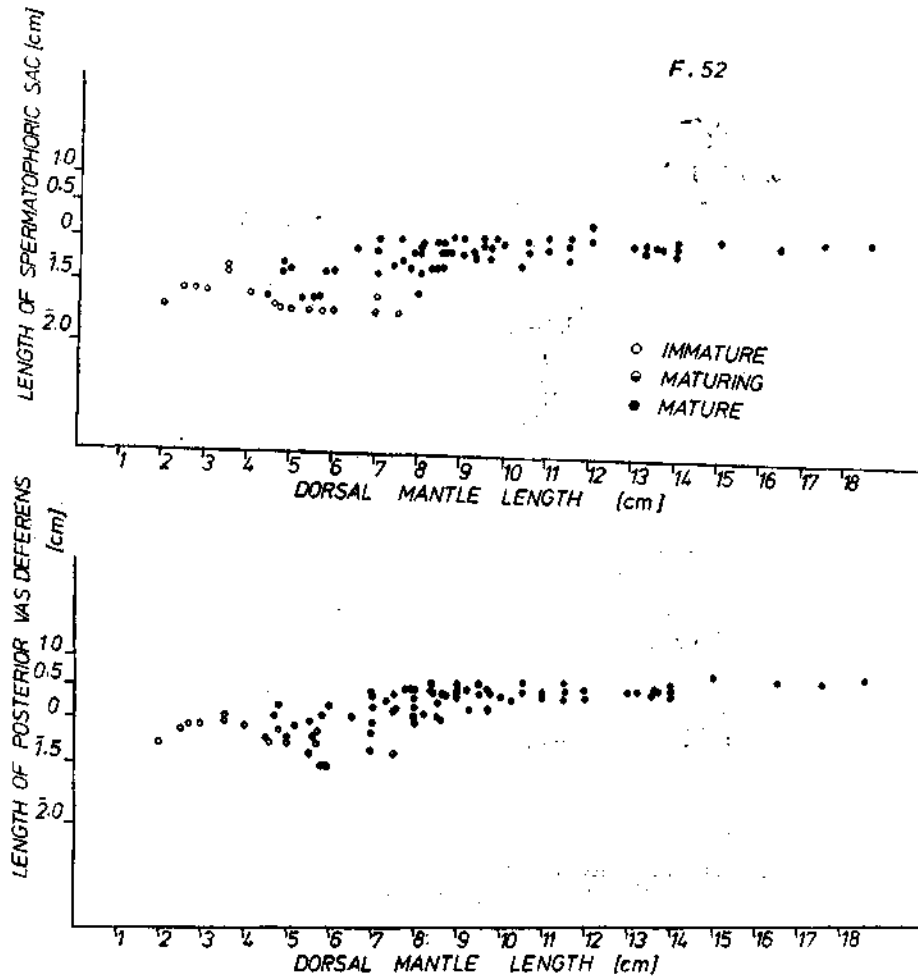 F. 52
LENGTH OF SPERMATOPHORIC SAC [cm]
1.0
0.5
0
1.5
2.0
IMMATURE
MATURING
MATURE
1 2 3 4 5 6 7 8 9 10 11 12 13 14 15 16 17 18
DORSAL MANTLE LENGTH [cm]
LENGTH OF POSTERIOR VAS DEFERENS
[cm]
1.0
0.5
0
1.5
2.0
1 2 3 4 5 6 7 8 9 10 11 12 13 14 15 16 17 18
DORSAL MANTLE LENGTH [cm]